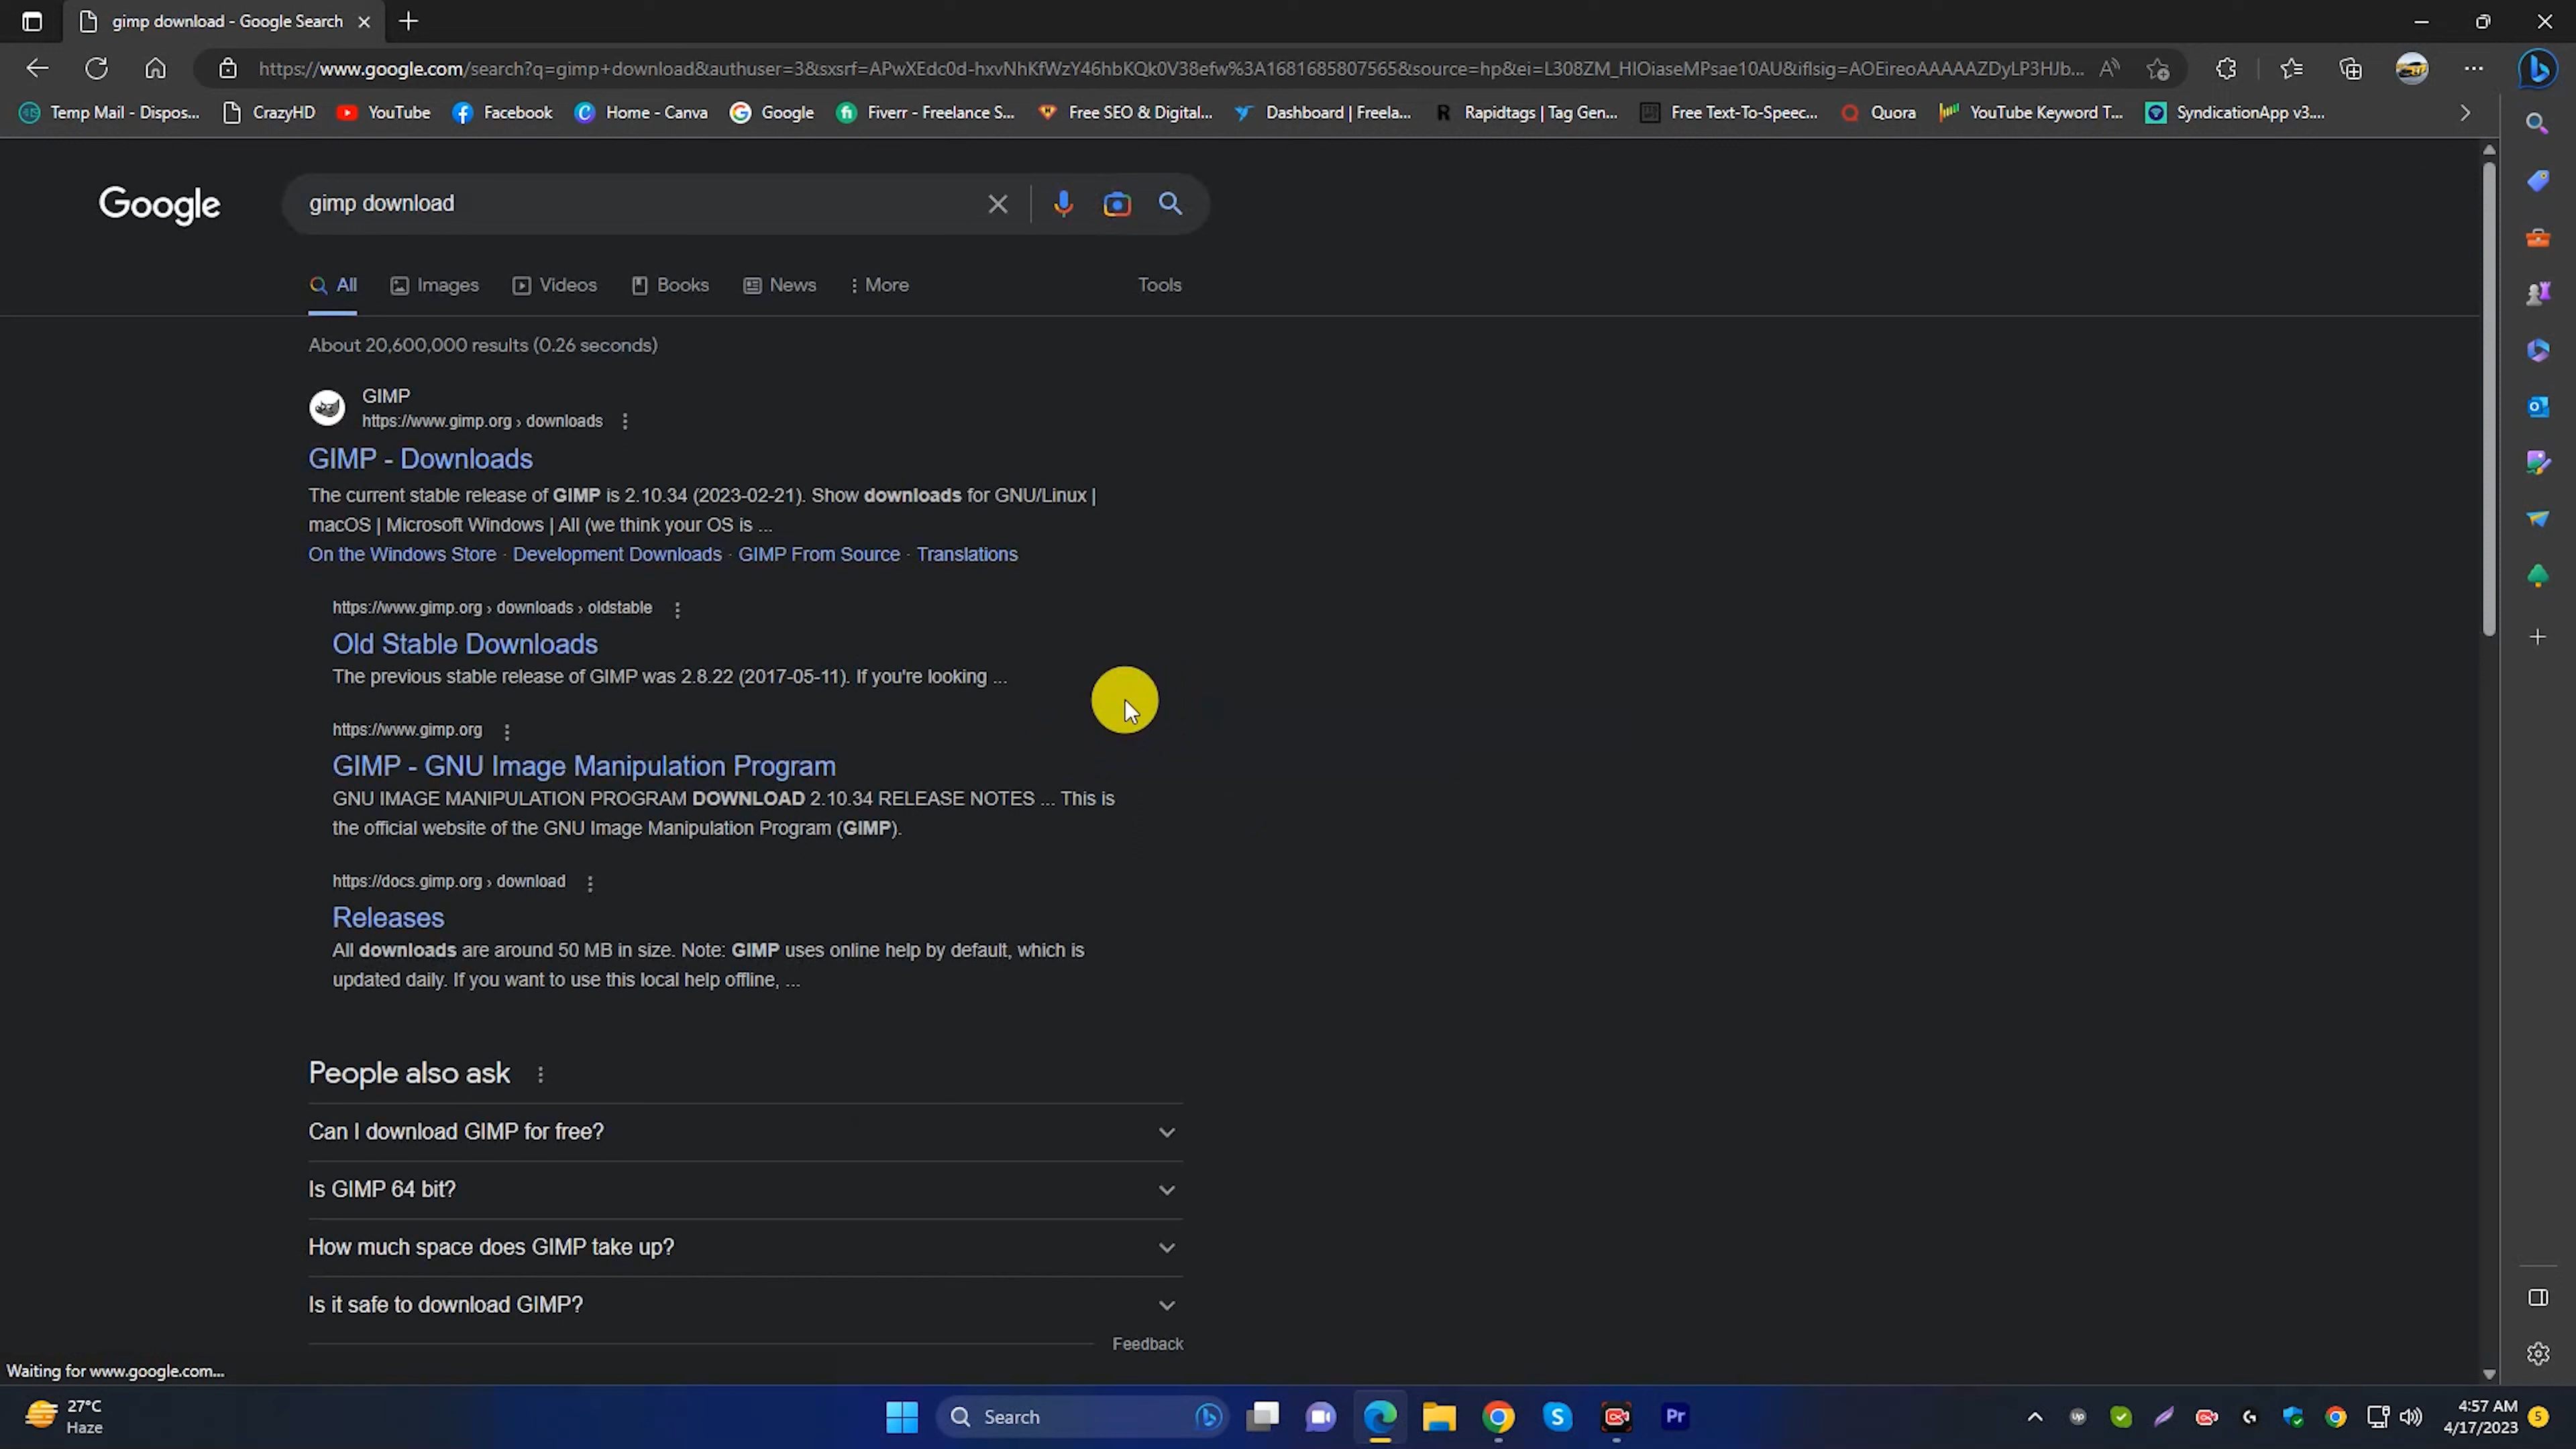 gimp download - Google Search
https://www.google.com/search?q=gimp+download&authuser=3&sxsrf=APwXEdc0d-hxvNhKfWzY46hbKQk0V38efw%3A1681685807565&source=hp&ei=L308ZM_HIOiaseMPsae10AU&iflsig=AOEireoAAAAAZDyLP3HJb...
Temp Mail - Dispos... CrazyHD YouTube Facebook Home - Canva Google Fiverr - Freelance S... Free SEO & Digital... Dashboard | Freela... Rapidtags | Tag Gen... Free Text-To-Speec... Quora YouTube Keyword T... SyndicationApp v3....
Google
gimp download
All Images Videos Books News More Tools
About 20,600,000 results (0.26 seconds)
GIMP
https://www.gimp.org › downloads
GIMP - Downloads
The current stable release of GIMP is 2.10.34 (2023-02-21). Show downloads for GNU/Linux |
macOS | Microsoft Windows | All (we think your OS is ...
On the Windows Store · Development Downloads · GIMP From Source · Translations
https://www.gimp.org › downloads › oldstable
Old Stable Downloads
The previous stable release of GIMP was 2.8.22 (2017-05-11). If you're looking ...
https://www.gimp.org
GIMP - GNU Image Manipulation Program
GNU IMAGE MANIPULATION PROGRAM DOWNLOAD 2.10.34 RELEASE NOTES ... This is
the official website of the GNU Image Manipulation Program (GIMP).
https://docs.gimp.org › download
Releases
All downloads are around 50 MB in size. Note: GIMP uses online help by default, which is
updated daily. If you want to use this local help offline, ...
People also ask
Can I download GIMP for free?
Is GIMP 64 bit?
How much space does GIMP take up?
Is it safe to download GIMP?
Feedback
Waiting for www.google.com...
27°C
Haze
Search
Pr
4:57 AM
4/17/2023
5